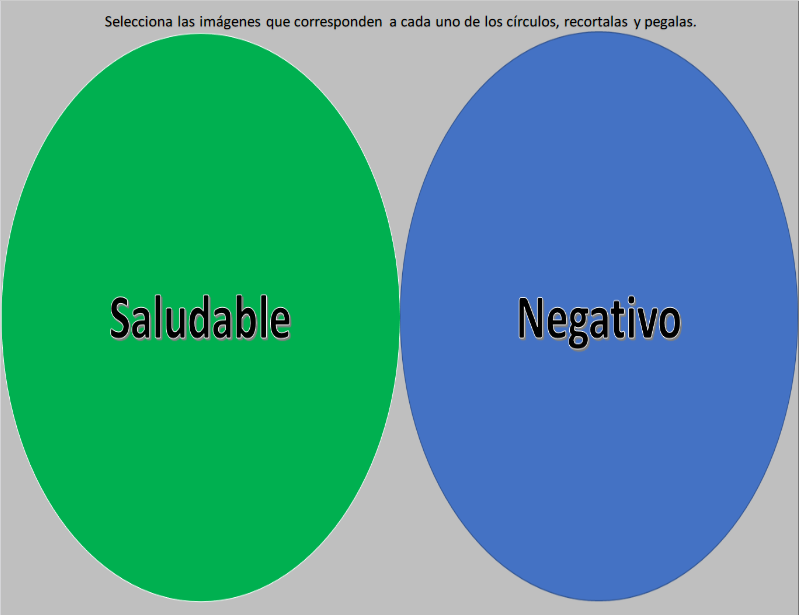 Selecciona las imágenes que corresponden a cada uno de los círculos, recortalas y pegalas.
Saludable
Negativo